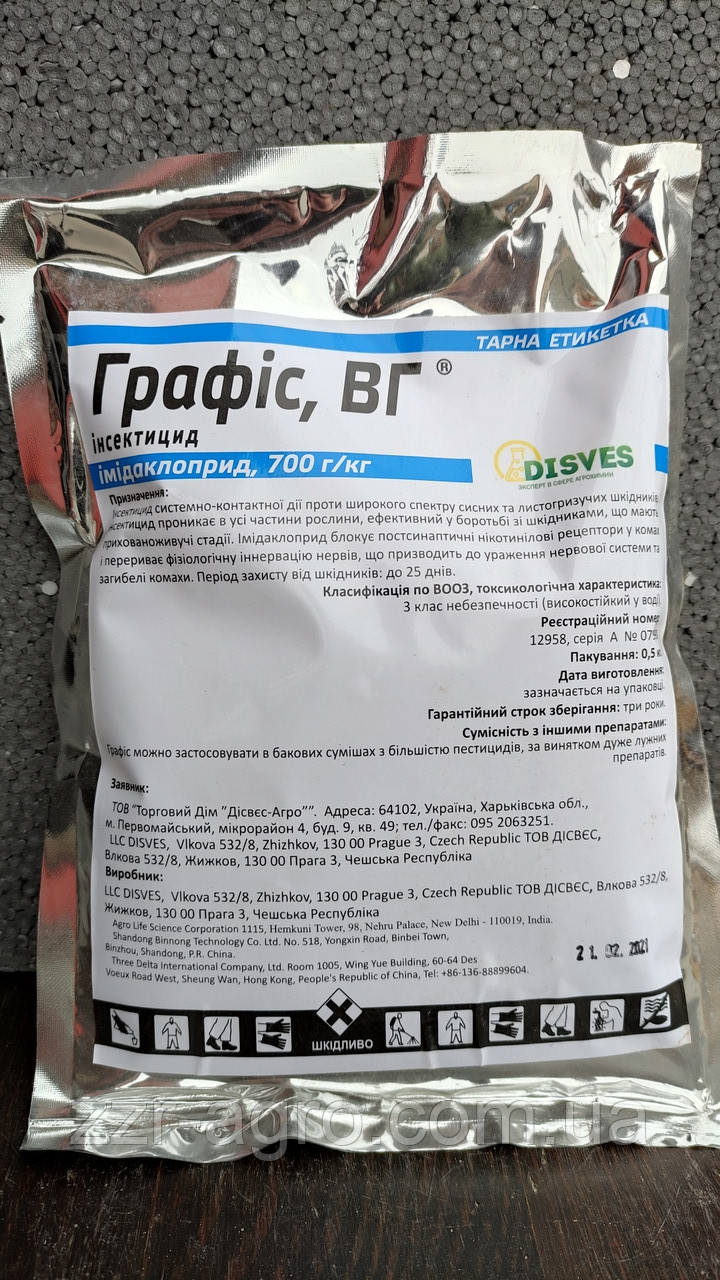 ТАРНА ЕТИКЕТКА
Графіс, ВГ ®
інсектицид
імідаклоприд, 700 г/кг
DISVES
ЭКСПЕРТ В СФЕРЕ АГРОХИМИИ
Призначення:
Інсектицид системно-контактної дії проти широкого спектру сисних та листогризучих шкідників
Інсектицид проникає в усі частини рослини, ефективний у боротьбі зі шкідниками, що мають
прихованоживучі стадії. Імідаклоприд блокує постсинаптичні нікотинілові рецептори у комах
і перериває фізіологічну іннервацію нервів, що призводить до ураження нервової системи та
загибелі комахи. Період захисту від шкідників: до 25 днів.
Класифікація по ВООЗ, токсикологічна характеристика:
3 клас небезпечності (високостійкий у воді).
Реєстраційний номер
12958, серія А № 079
Пакування: 0,5 к
Дата виготовлення:
зазначається на упаковці.
Гарантійний строк зберігання: три роки.
Сумісність з іншими препаратами:
Графіс можно застосовувати в бакових сумішах з більшістю пестицидів, за винятком дуже лужних
препаратів.
Заявник:
ТОВ "Торговий Дім "Дісвєс-Агро"". Адреса: 64102, Україна, Харьківська обл.,
м. Первомайський, мікрорайон 4, буд. 9, кв. 49; тел./факс: 095 2063251.
LLC DISVES, Vlkova 532/8, Zhizhkov, 130 00 Prague 3, Czech Republic ТОВ ДІСВЄС,
Влкова 532/8, Жижков, 130 00 Прага 3, Чешська Республіка
Виробник:
LLC DISVES, Vlkova 532/8, Zhizhkov, 130 00 Prague 3, Czech Republic ТОВ ДІСВЄС, Влкова 532/8,
Жижков, 130 00 Прага 3, Чешська Республіка
Agro Life Science Corporation 1115, Hemkuni Tower, 98, Nehru Palace, New Delhi - 110019, India.
Shandong Binnong Technology Co. Ltd. No. 518, Yongxin Road, Binbei Town,
Binzhou, Shandong, P.R. China.
Three Delta International Company, Ltd. Room 1005, Wing Yue Building, 60-64 Des
Voeux Road West, Sheung Wan, Hong Kong, People's Republic of China, Tel: +86-136-88899604.
21. 02. 2021
ШКІДЛИВО
zzr-agro.com.ua